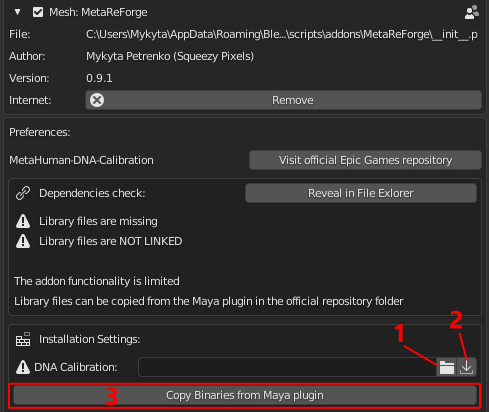 Mesh: MetaReForge
File: C:\Users\Mykyta\AppData\Roaming\Ble...\scripts\addons\MetaReForge\__init__.p
Author: Mykyta Petrenko (Squeezy Pixels)
Version: 0.9.1
Internet: Remove
Preferences:
MetaHuman-DNA-Calibration Visit official Epic Games repository
Dependencies check: Reveal in File Exlorer
Library files are missing
Library files are NOT LINKED
The addon functionality is limited
Library files can be copied from the Maya plugin in the official repository folder
Installation Settings: 1 2
DNA Calibration:
3 Copy Binaries from Maya plugin